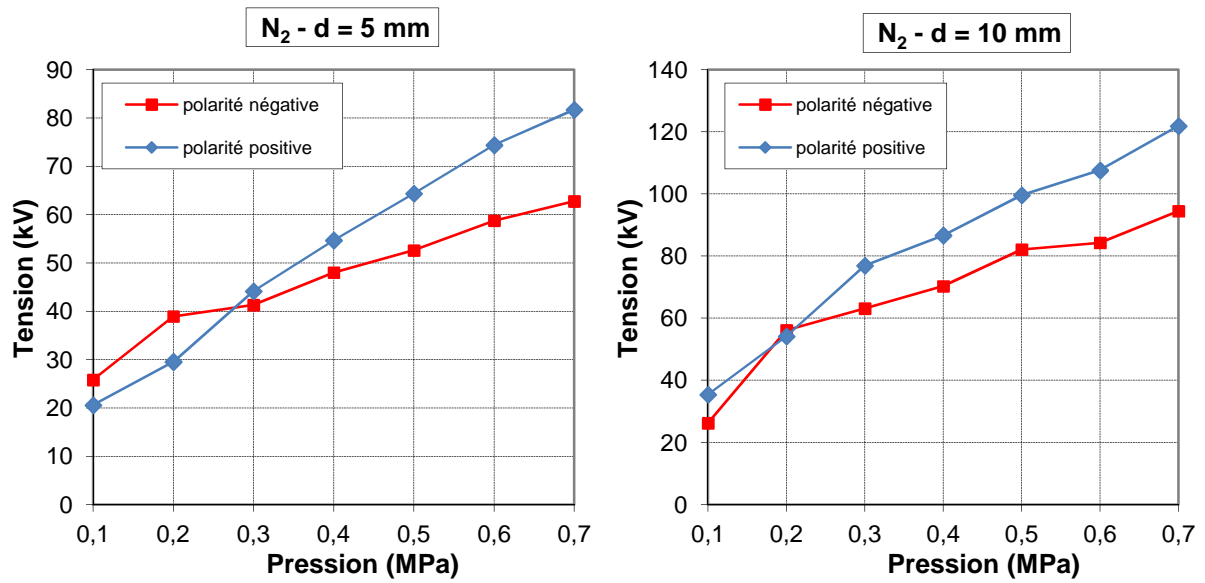 N₂ - d = 5 mm
90
80
70
60
50
40
30
20
10
0
Tension (kV)
polarité négative
polarité positive
0,1 0,2 0,3 0,4 0,5 0,6 0,7
Pression (MPa)
N₂ - d = 10 mm
140
120
100
80
60
40
20
0
Tension (kV)
polarité négative
polarité positive
0,1 0,2 0,3 0,4 0,5 0,6 0,7
Pression (MPa)